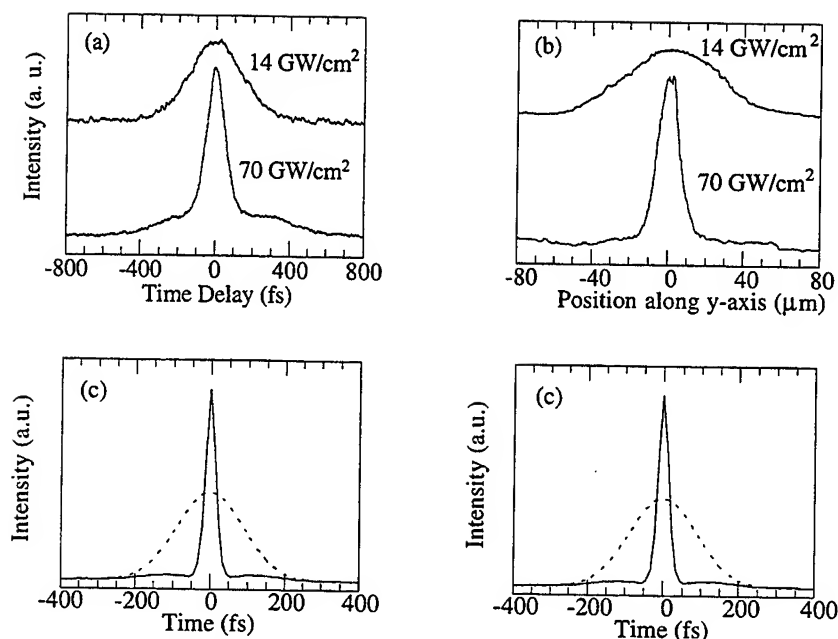 (a)
14 GW/cm²
70 GW/cm²
Intensity (a. u.)
-800 -400 0 400 800
Time Delay (fs)
(b)
14 GW/cm²
70 GW/cm²
Intensity (a. u.)
-80 -40 0 40 80
Position along y-axis (μm)
(c)
Intensity (a.u.)
-400 -200 0 200 400
Time (fs)
(c)
Intensity (a.u.)
-400 -200 0 200 400
Time (fs)